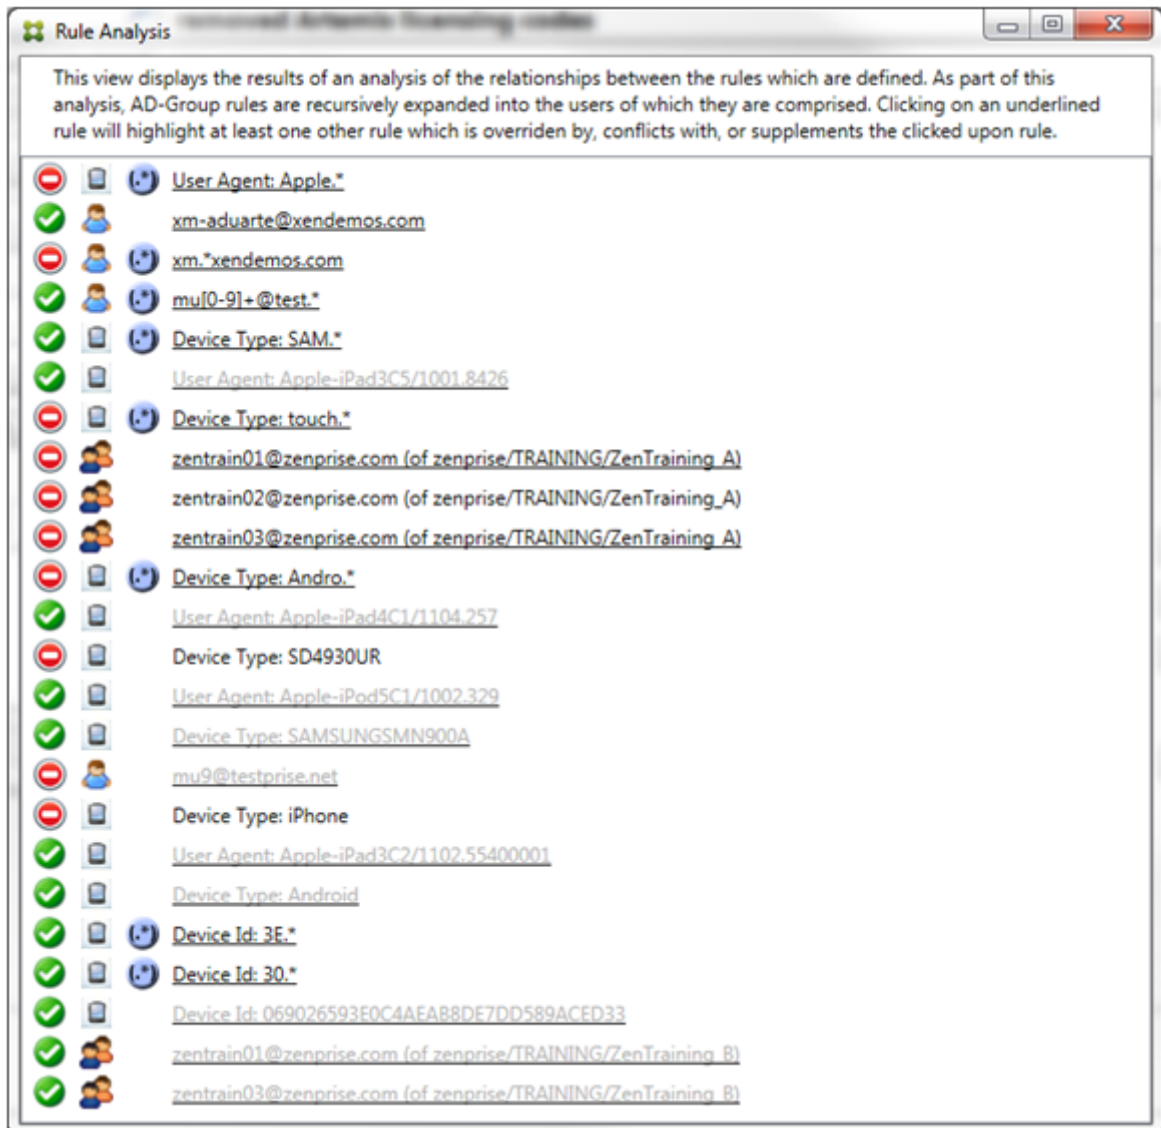 removed Artemis licensing codes
Rule Analysis
This view displays the results of an analysis of the relationships between the rules which are defined. As part of this
analysis, AD-Group rules are recursively expanded into the users of which they are comprised. Clicking on an underlined
rule will highlight at least one other rule which is overriden by, conflicts with, or supplements the clicked upon rule.
(.*) User Agent: Apple.*
xm-aduarte@xendemos.com
(.*) xm.*xendemos.com
(.*) mu[0-9]+@test.*
(.*) Device Type: SAM.*
User Agent: Apple-iPad3C5/1001.8426
(.*) Device Type: touch.*
zentrain01@zenprise.com (of zenprise/TRAINING/ZenTraining_A)
zentrain02@zenprise.com (of zenprise/TRAINING/ZenTraining_A)
zentrain03@zenprise.com (of zenprise/TRAINING/ZenTraining_A)
(.*) Device Type: Andro.*
User Agent: Apple-iPad4C1/1104.257
Device Type: SD4930UR
User Agent: Apple-iPod5C1/1002.329
Device Type: SAMSUNGSMN900A
mu9@testprise.net
Device Type: iPhone
User Agent: Apple-iPad3C2/1102.55400001
Device Type: Android
(.*) Device Id: 3E.*
(.*) Device Id: 30.*
Device Id: 069026593E0C4AEAB8DE7DD589ACED33
zentrain01@zenprise.com (of zenprise/TRAINING/ZenTraining_B)
zentrain03@zenprise.com (of zenprise/TRAINING/ZenTraining_B)